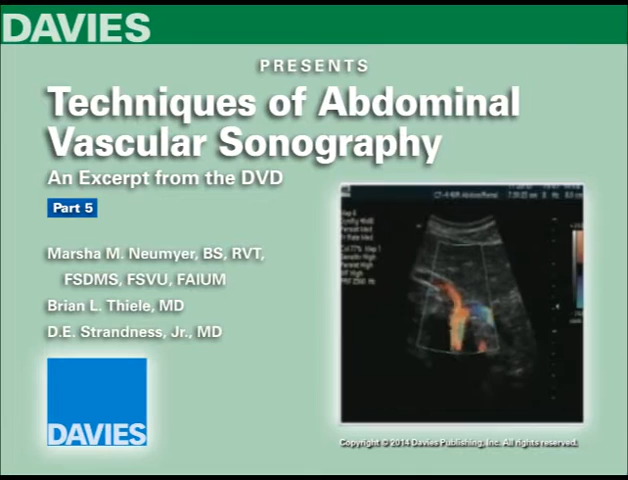 DAVIES
PRESENTS
Techniques of Abdominal
Vascular Sonography
An Excerpt from the DVD
Part 5
Marsha M. Neumyer, BS, RVT,
FSDMS, FSVU, FAIUM
Brian L. Thiele, MD
D.E. Strandness, Jr., MD
DAVIES
Copyright © 2014 Davies Publishing, Inc. All rights reserved.